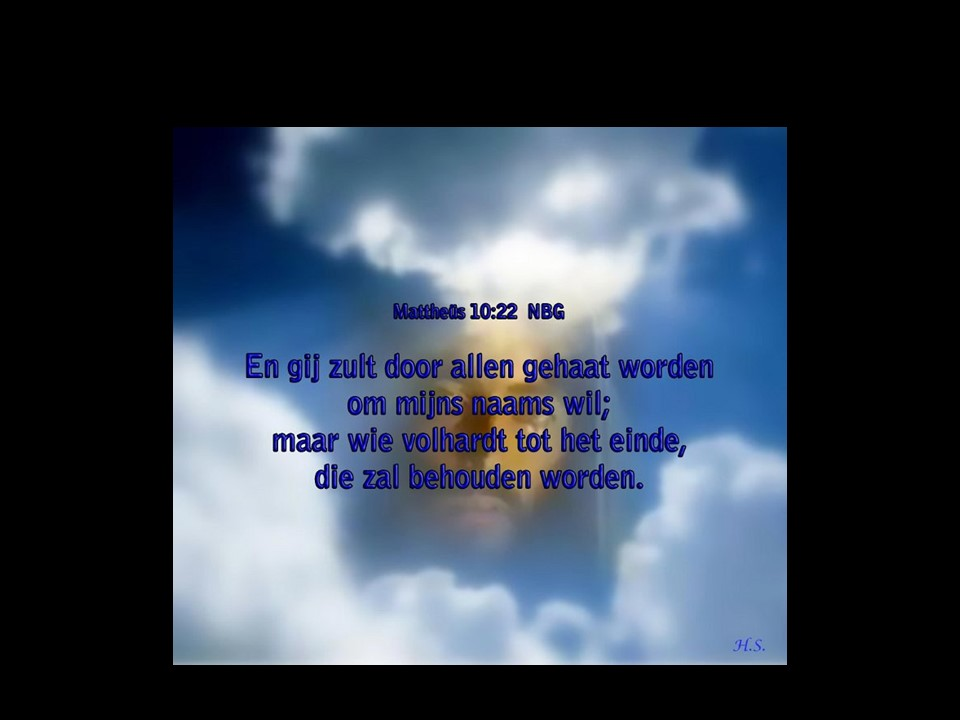 Mattheüs 10:22 NBG
En gij zult door allen gehaat worden
om mijns naams wil;
maar wie volhardt tot het einde,
die zal behouden worden.
H.S.